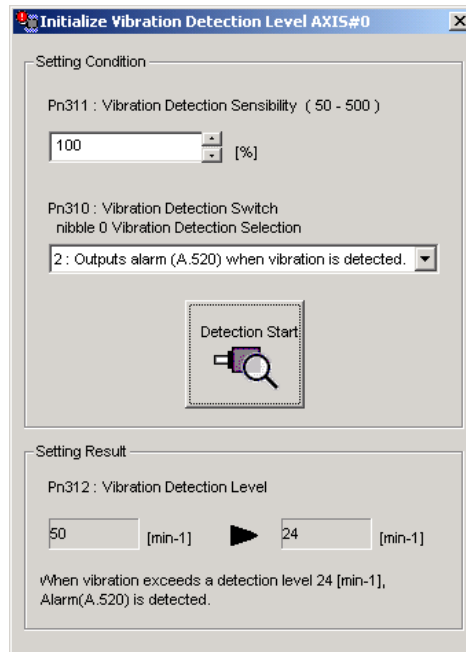 Initialize Vibration Detection Level AXIS#0
Setting Condition
Pn311 : Vibration Detection Sensibility ( 50 - 500 )
100
[%]
Pn310 : Vibration Detection Switch
nibble 0 Vibration Detection Selection
2 : Outputs alarm (A.520) when vibration is detected.
Detection Start
Setting Result
Pn312 : Vibration Detection Level
50 [min-1] 24 [min-1]
When vibration exceeds a detection level 24 [min-1],
Alarm(A.520) is detected.